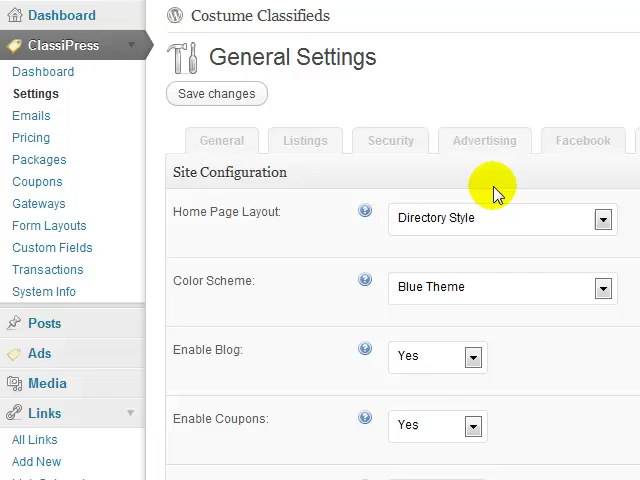 Dashboard
Costume Classifieds
ClassiPress
General Settings
Dashboard
Settings
Save changes
Emails
Pricing
General
Listings
Security
Advertising
Facebook
Packages
Site Configuration
Coupons
Gateways
Home Page Layout:
Directory Style
Form Layouts
Custom Fields
Transactions
Color Scheme:
Blue Theme
System Info
Posts
Enable Blog:
Yes
Ads
Media
Links
Enable Coupons:
Yes
All Links
Add New